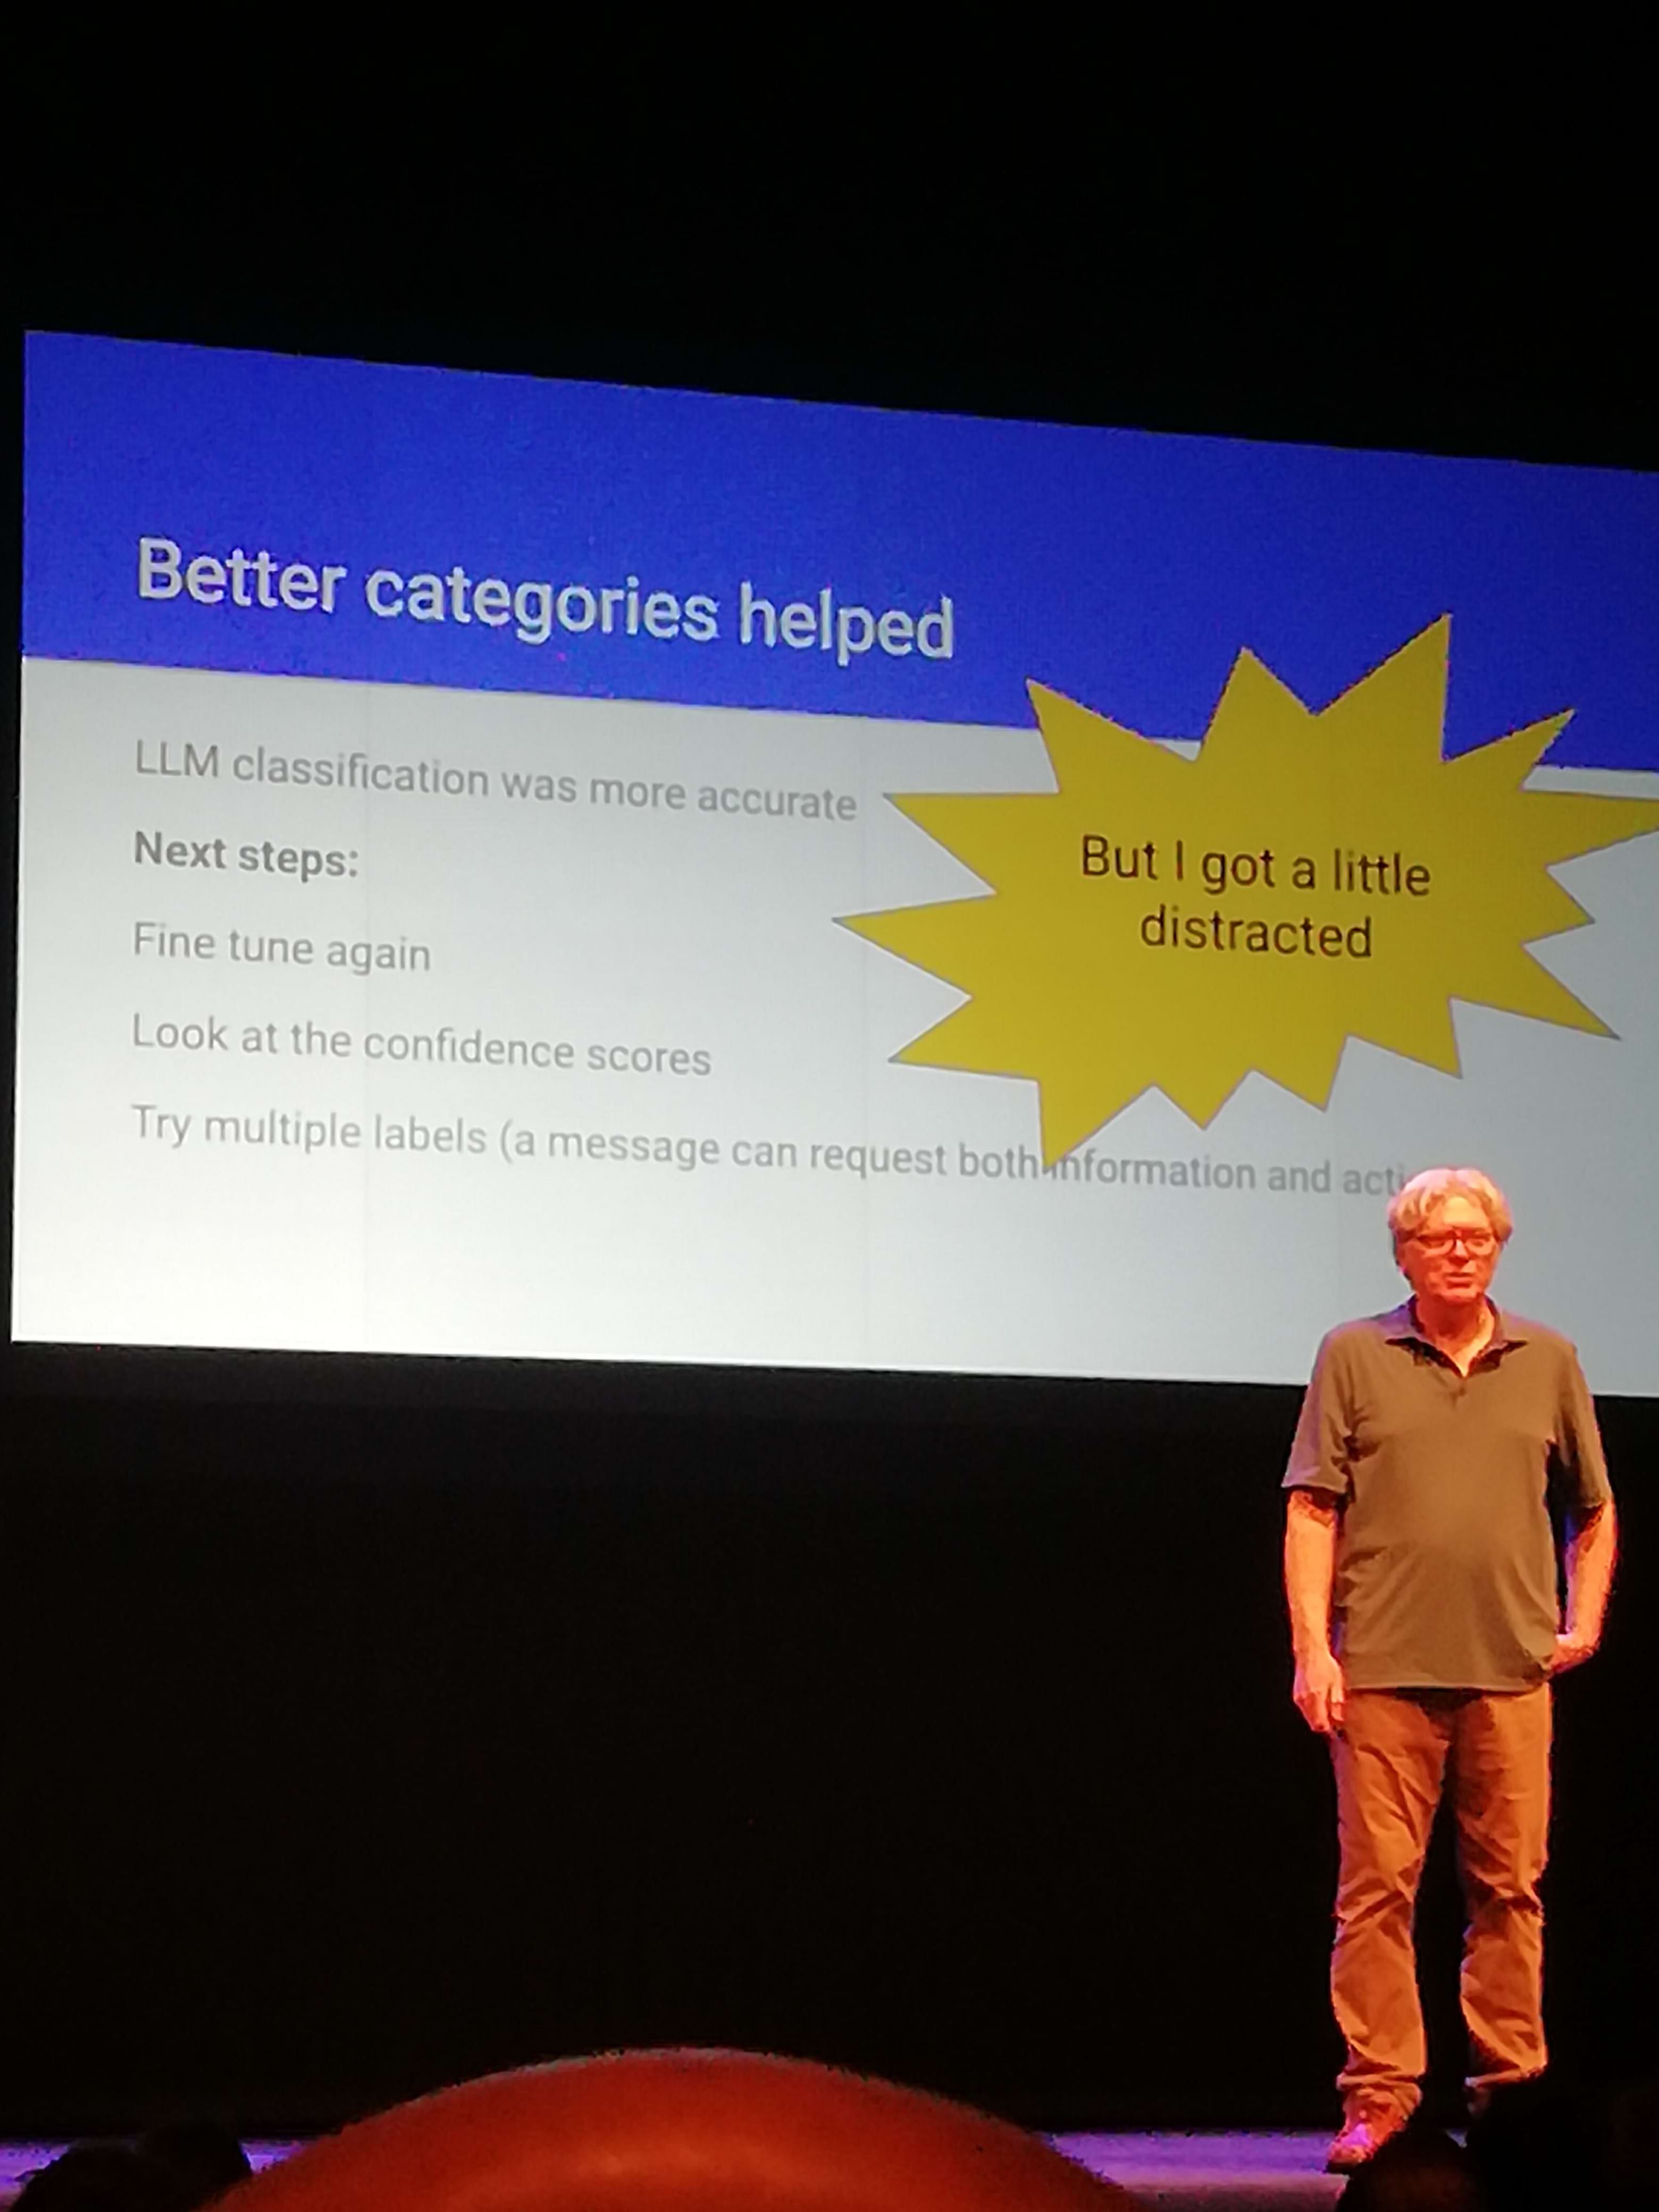 Better categories helped
LLM classification was more accurate
Next steps:
Fine tune again
Look at the confidence scores
Try multiple labels (a message can request both information and
But I got a little
distracted